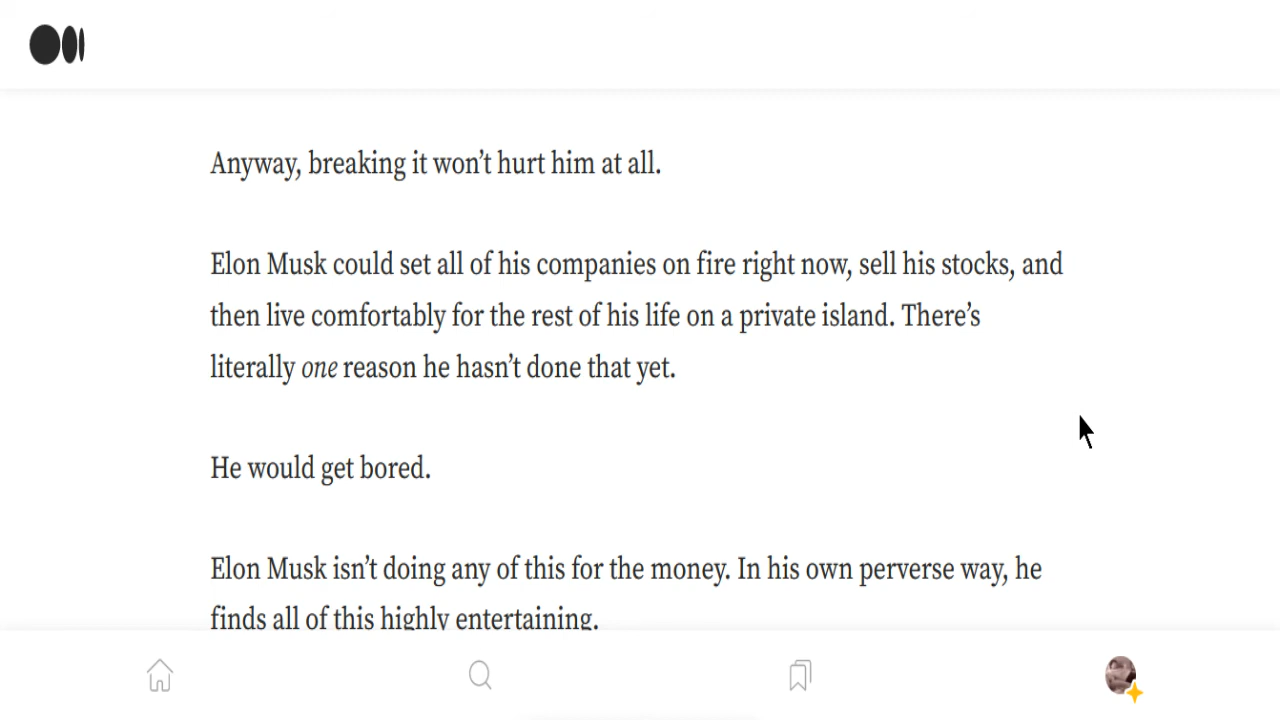 Anyway, breaking it won’t hurt him at all.
Elon Musk could set all of his companies on fire right now, sell his stocks, and
then live comfortably for the rest of his life on a private island. There’s
literally one reason he hasn’t done that yet.
He would get bored.
Elon Musk isn’t doing any of this for the money. In his own perverse way, he
finds all of this highly entertaining.